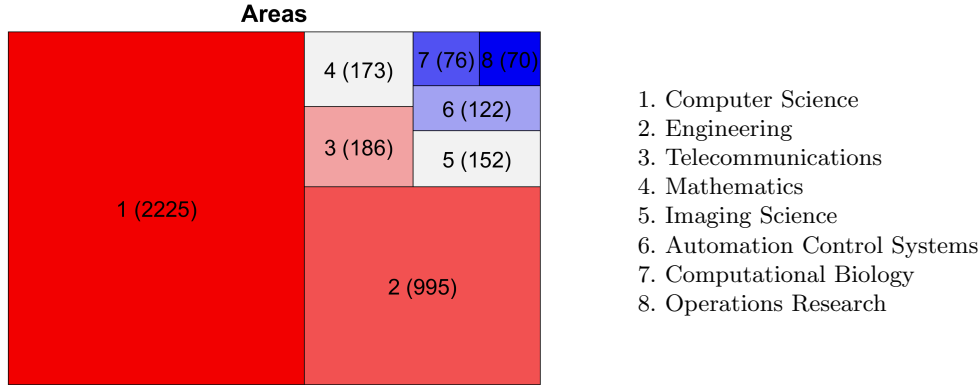 Areas
1 (2225)
4 (173)
3 (186)
7 (76)
8 (70)
6 (122)
5 (152)
2 (995)
1. Computer Science
2. Engineering
3. Telecommunications
4. Mathematics
5. Imaging Science
6. Automation Control Systems
7. Computational Biology
8. Operations Research